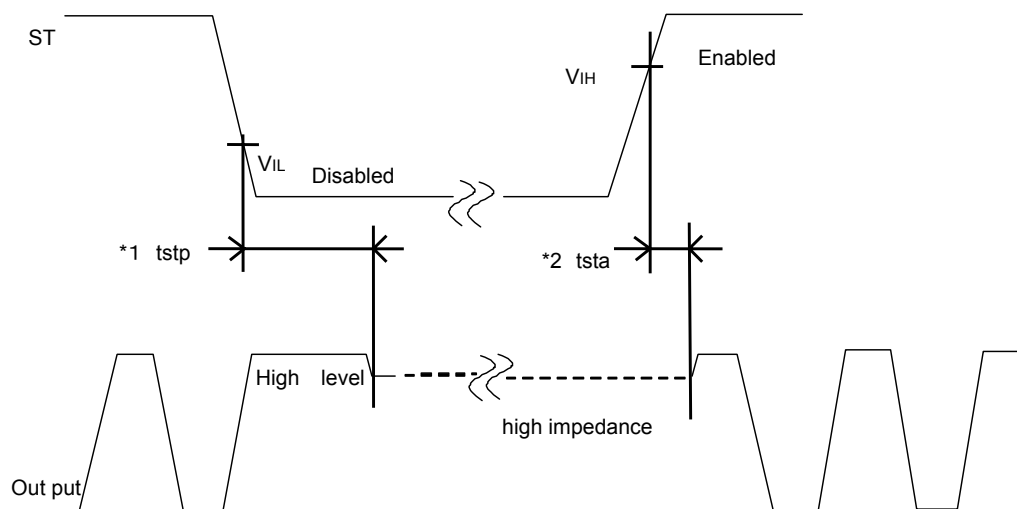 ST
VIH
Enabled
VIL
Disabled
*1 tstp
*2 tsta
High level
high impedance
Out put